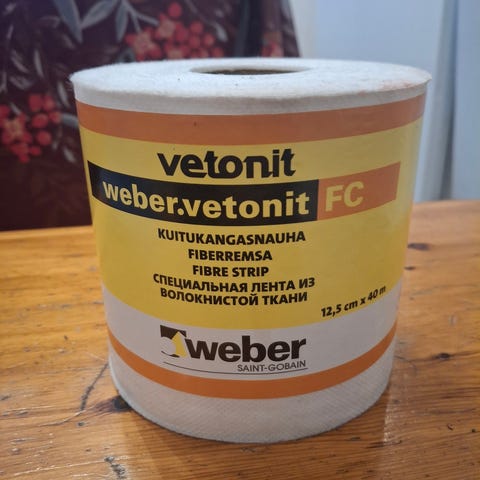 vetonit
weber.vetonit FC
KUITUKANGASNAUHA
FIBERREMSA
FIBRE STRIP
СПЕЦИАЛЬНАЯ ЛЕНТА ИЗ
ВОЛОКНИСТОЙ ТКАНИ
12,5 cm x 40 m
weber
SAINT-GOBAIN